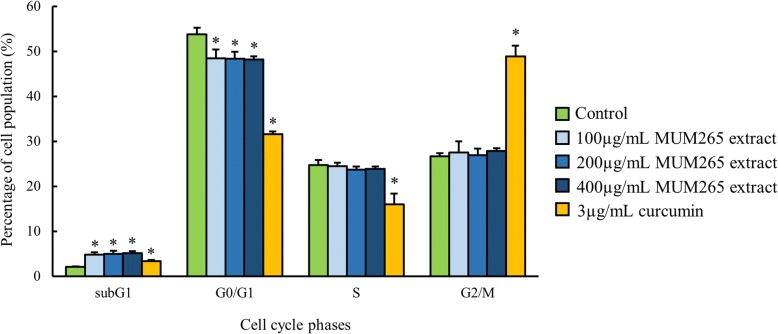 Percentage of cell population (%)
60
50
40
30
20
10
0
* * * *
* * * *
*
*
subG1 G0/G1 S G2/M
Cell cycle phases
Control
100µg/mL MUM265 extract
200µg/mL MUM265 extract
400µg/mL MUM265 extract
3µg/mL curcumin